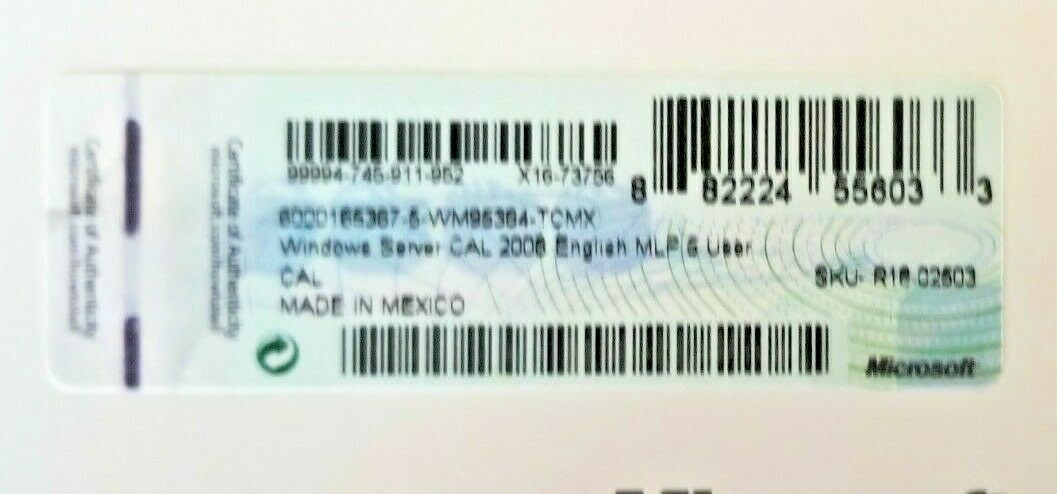 Certificate of Authenticity
Certificate of Authenticity
99994-745-911-952 X16-73756
8 82224 55603 3
Windows Server CAL 2008 English MLP 5 User
CAL
SKU- R18-02503
MADE IN MEXICO
Microsoft